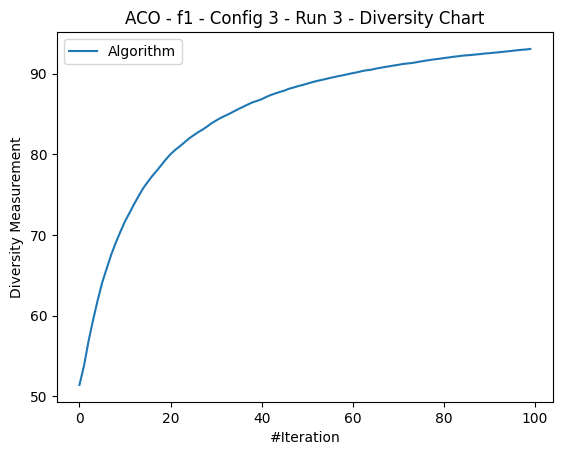 ACO - f1 - Config 3 - Run 3 - Diversity Chart
Algorithm
Diversity Measurement
90
80
70
60
50
0
20
40
60
80
100
#Iteration